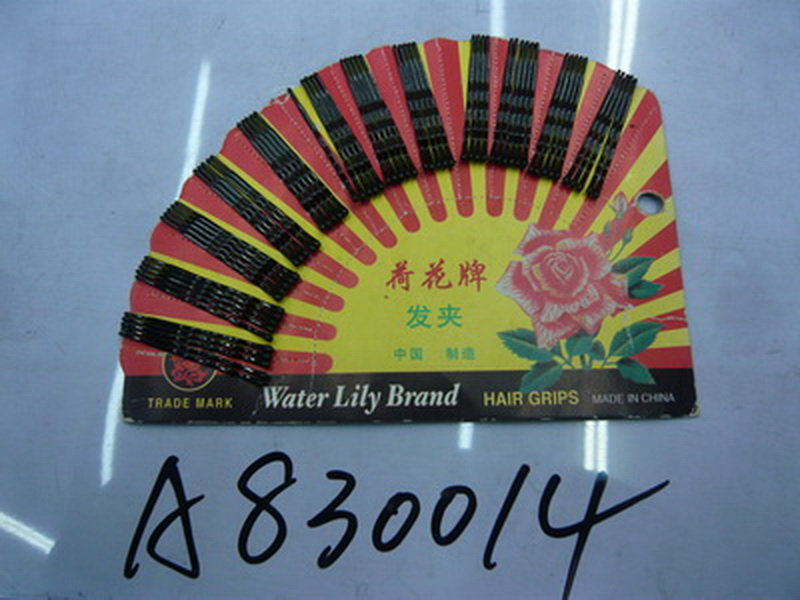 荷花牌
发夹
中国 制造
TRADE MARK
Water Lily Brand HAIR GRIPS MADE IN CHINA
A830014